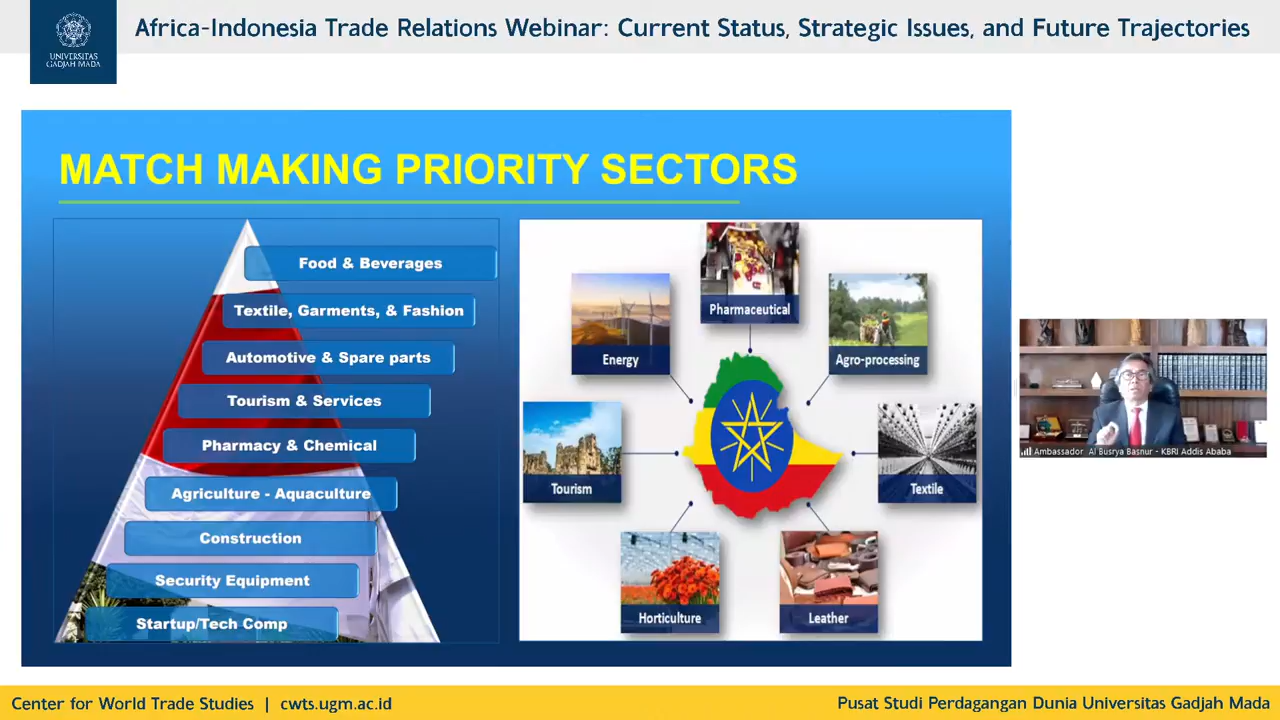 UNIVERSITAS
GADJAH MADA
Africa-Indonesia Trade Relations Webinar: Current Status, Strategic Issues, and Future Trajectories
MATCH MAKING PRIORITY SECTORS
Food & Beverages
Textile, Garments, & Fashion
Automotive & Spare parts
Tourism & Services
Pharmacy & Chemical
Agriculture - Aquaculture
Construction
Security Equipment
Startup/Tech Comp
Pharmaceutical
Energy
Agro-processing
Tourism
Textile
Horticulture
Leather
Ambassador Al Busyra Basnur - KBRI Addis Ababa
Center for World Trade Studies | cwts.ugm.ac.id
Pusat Studi Perdagangan Dunia Universitas Gadjah Mada